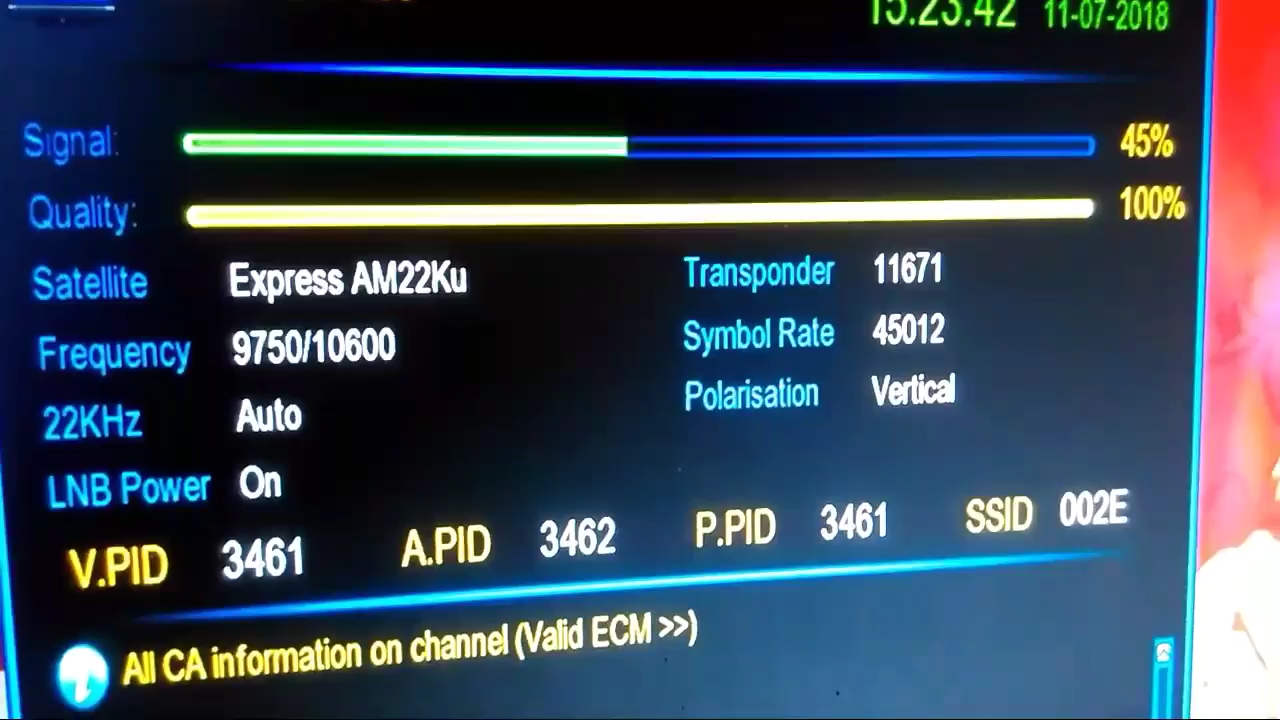 15:23:42 11-07-2018
Signal: 45%
Quality: 100%
Satellite Express AM22Ku Transponder 11671
Frequency 9750/10600 Symbol Rate 45012
22KHz Auto Polarisation Vertical
LNB Power On
V.PID 3461 A.PID 3462 P.PID 3461 SSID 002E
All CA information on channel (Valid ECM >>)